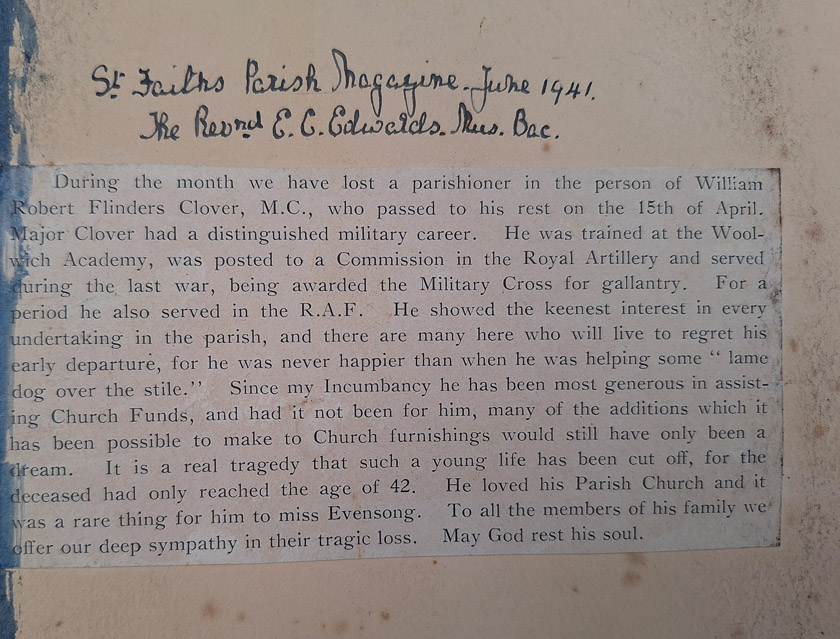 St Faiths Parish Magazine. June 1941.
The Revnd E. C. Edwards. Mus. Bac.
During the month we have lost a parishioner in the person of William
Robert Flinders Clover, M.C., who passed to his rest on the 15th of April.
Major Clover had a distinguished military career. He was trained at the Wool-
wich Academy, was posted to a Commission in the Royal Artillery and served
during the last war, being awarded the Military Cross for gallantry. For a
period he also served in the R.A.F. He showed the keenest interest in every
undertaking in the parish, and there are many here who will live to regret his
early departure, for he was never happier than when he was helping some “ lame
dog over the stile.” Since my Incumbancy he has been most generous in assist-
ing Church Funds, and had it not been for him, many of the additions which it
has been possible to make to Church furnishings would still have only been a
dream. It is a real tragedy that such a young life has been cut off, for the
deceased had only reached the age of 42. He loved his Parish Church and it
was a rare thing for him to miss Evensong. To all the members of his family we
offer our deep sympathy in their tragic loss. May God rest his soul.